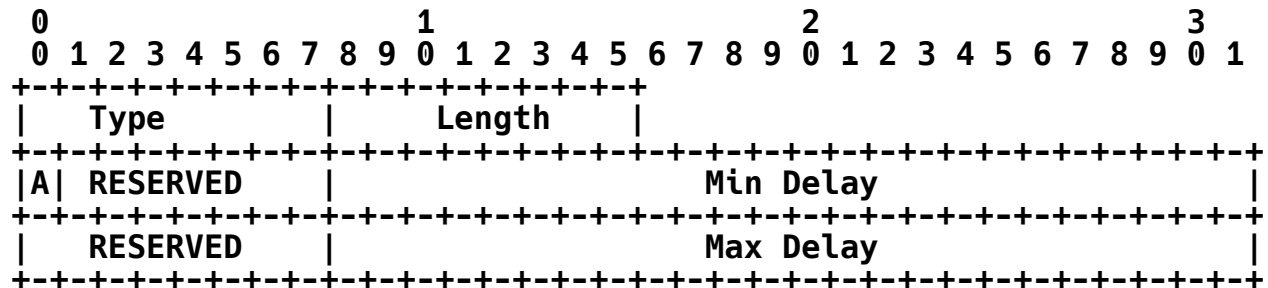 0                   1                   2                   3
 0 1 2 3 4 5 6 7 8 9 0 1 2 3 4 5 6 7 8 9 0 1 2 3 4 5 6 7 8 9 0 1
+-+-+-+-+-+-+-+-+-+-+-+-+-+-+-+-+
|   Type        |     Length    |
+-+-+-+-+-+-+-+-+-+-+-+-+-+-+-+-+-+-+-+-+-+-+-+-+-+-+-+-+-+-+-+-+
|A| RESERVED    |                   Min Delay                   |
+-+-+-+-+-+-+-+-+-+-+-+-+-+-+-+-+-+-+-+-+-+-+-+-+-+-+-+-+-+-+-+-+
|   RESERVED    |                   Max Delay                   |
+-+-+-+-+-+-+-+-+-+-+-+-+-+-+-+-+-+-+-+-+-+-+-+-+-+-+-+-+-+-+-+-+